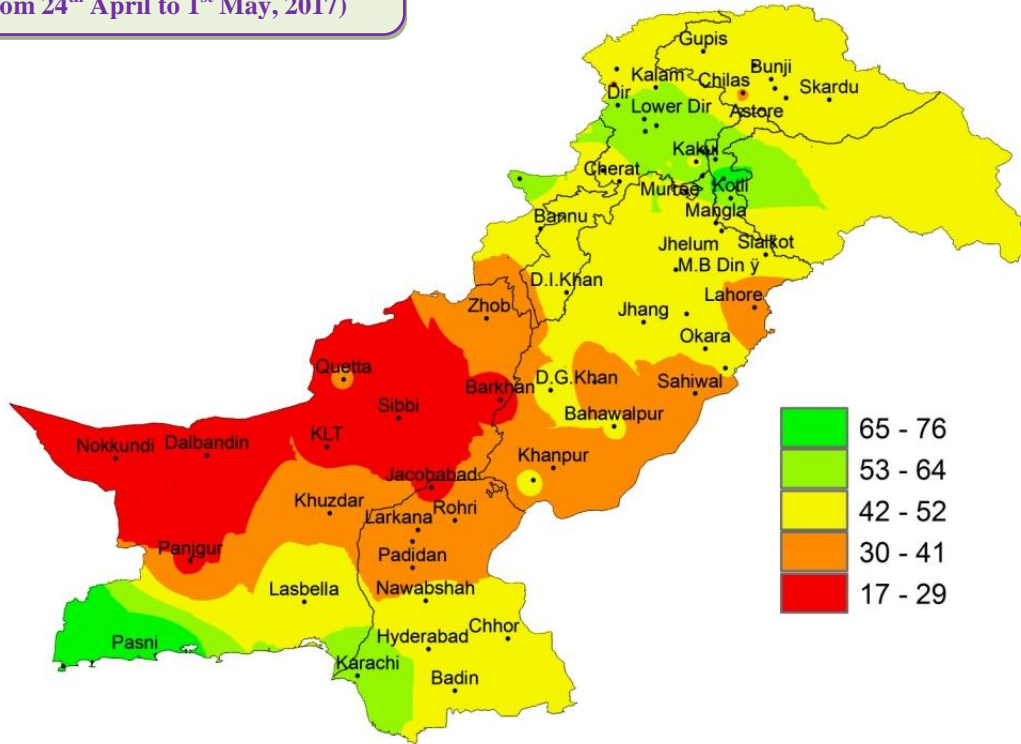 om 24th April to 1st May, 2017)
Gupis
Bunji
Kalam
Chilas
Skardu
Dir
Lower Dir
Astore
Kakul
Cherat
Murree
Kotli
Bannu
Mangla
Jhelum
Sialkot
M.B Din ÿ
D.I.Khan
Lahore
Zhob
Jhang
Okara
Quetta
D.G.Khan
Sahiwal
Barkhan
Sibbi
Bahawalpur
65 - 76
Nokkundi
Dalbandin
KLT
53 - 64
Khanpur
Jacobabad
42 - 52
Khuzdar
Rohri
Larkana
30 - 41
Panjgur
Padidan
17 - 29
Lasbella
Nawabshah
Pasni
Hyderabad
Chhor
Karachi
Badin